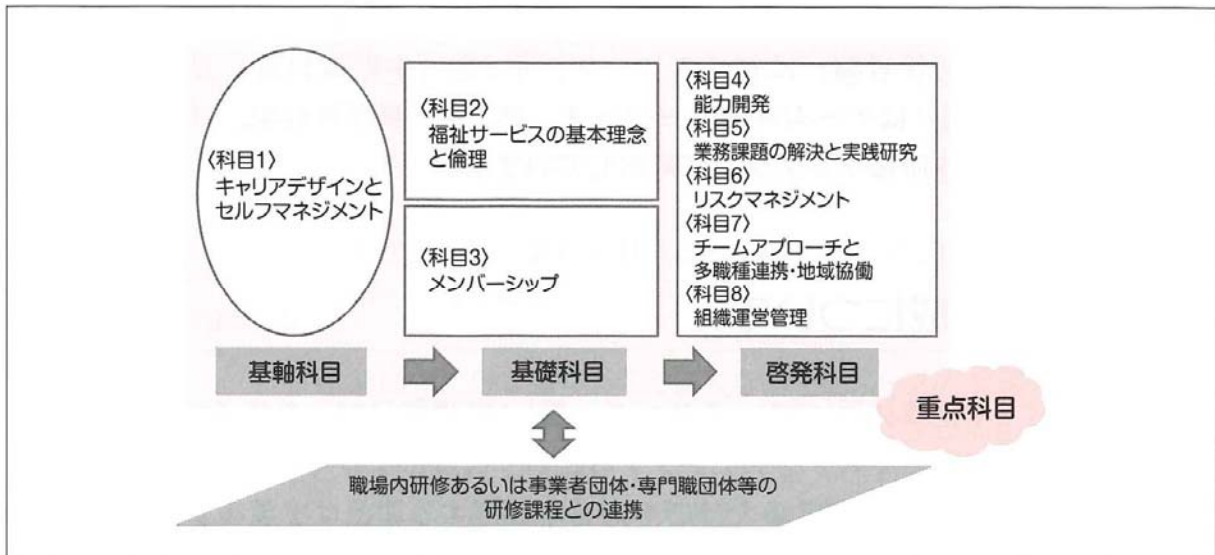 〈科目1〉
キャリアデザインと
セルフマネジメント
〈科目2〉
福祉サービスの基本理念
と倫理
〈科目3〉
メンバーシップ
〈科目4〉
能力開発
〈科目5〉
業務課題の解決と実践研究
〈科目6〉
リスクマネジメント
〈科目7〉
チームアプローチと
多職種連携・地域協働
〈科目8〉
組織運営管理
基軸科目
基礎科目
啓発科目
重点科目
職場内研修あるいは事業者団体・専門職団体等の
研修課程との連携